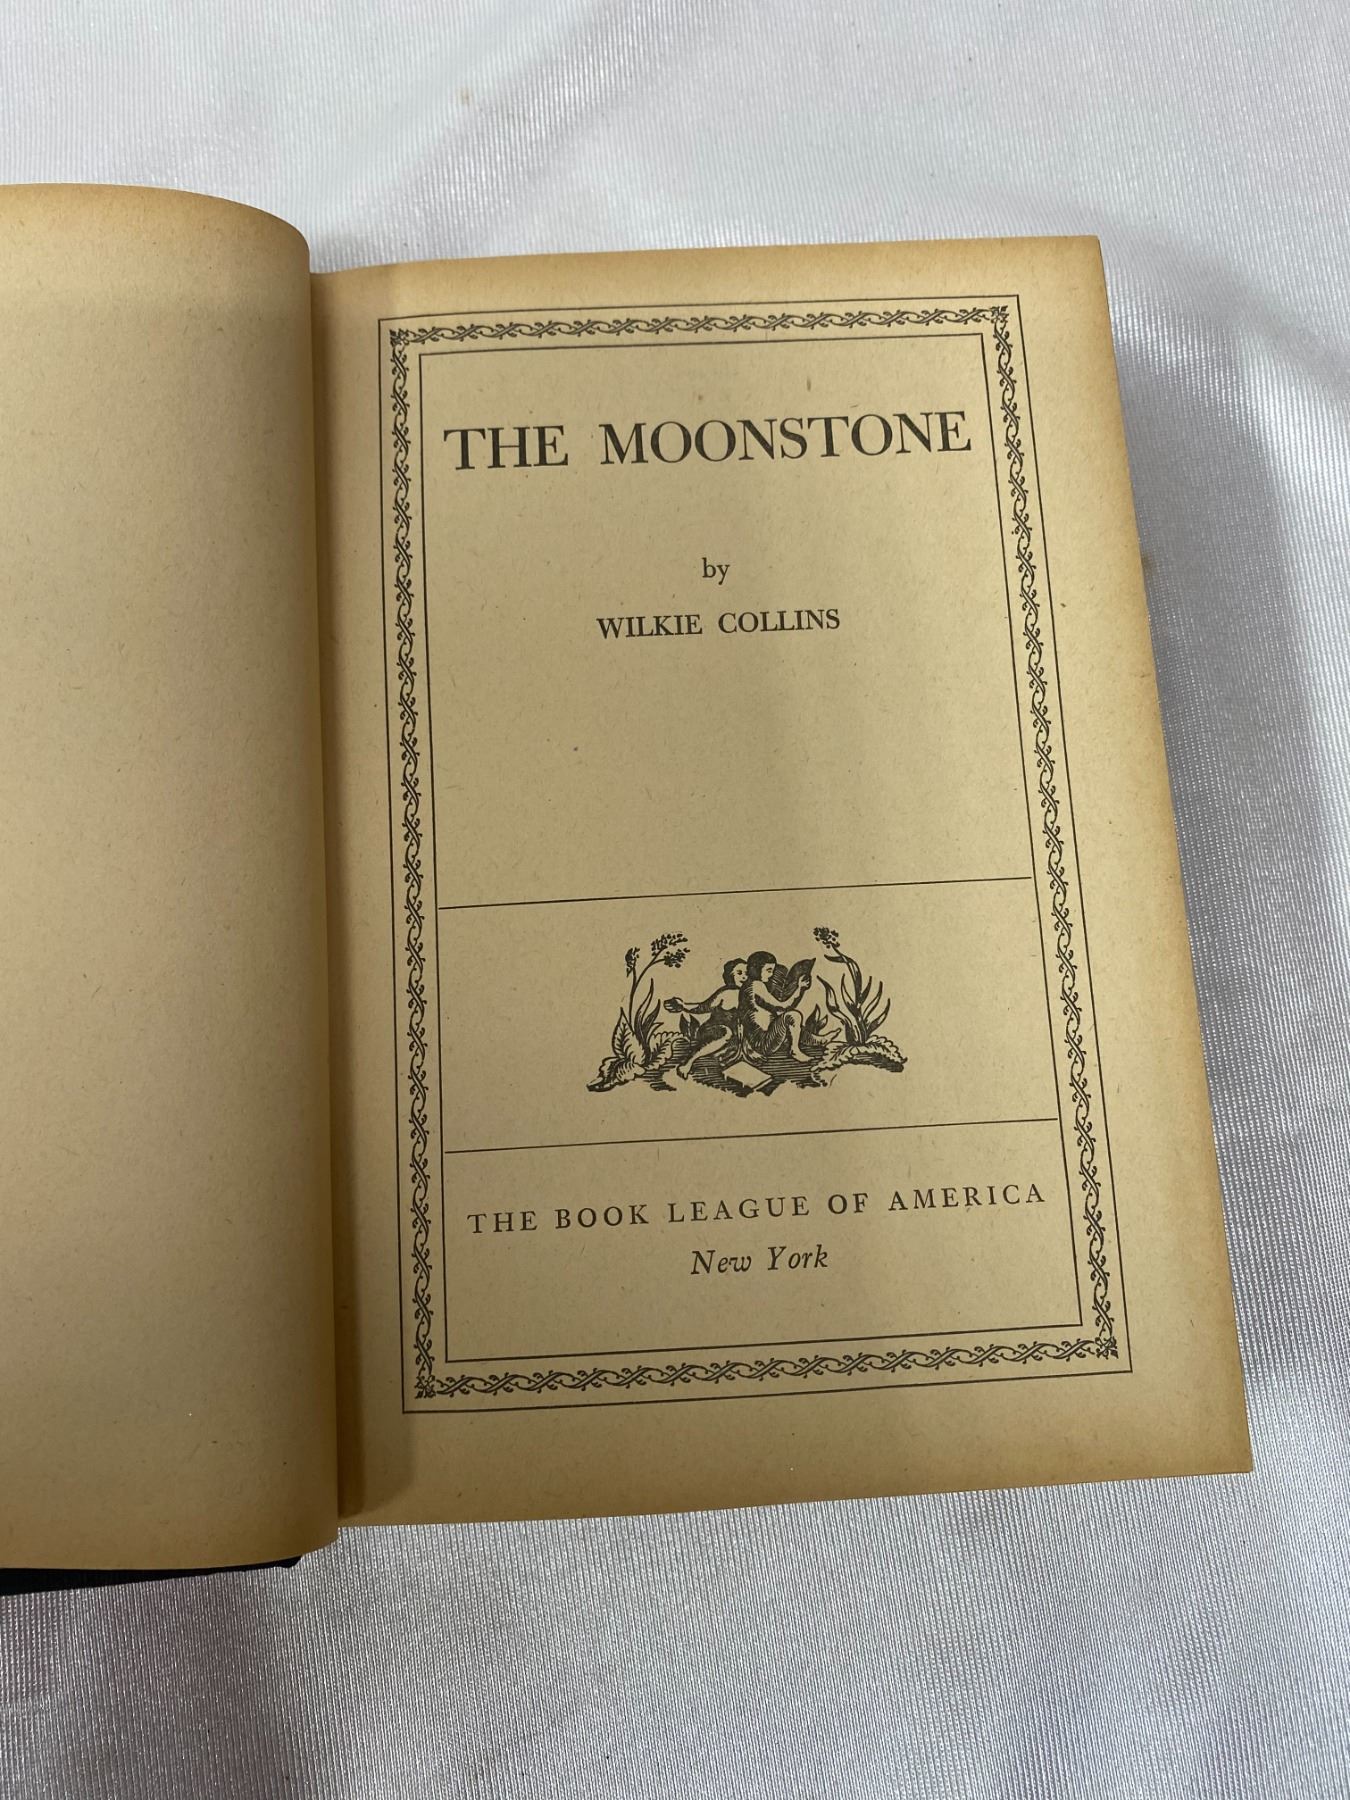 THE MOONSTONE
by
WILKIE COLLINS
THE BOOK LEAGUE OF AMERICA
New York